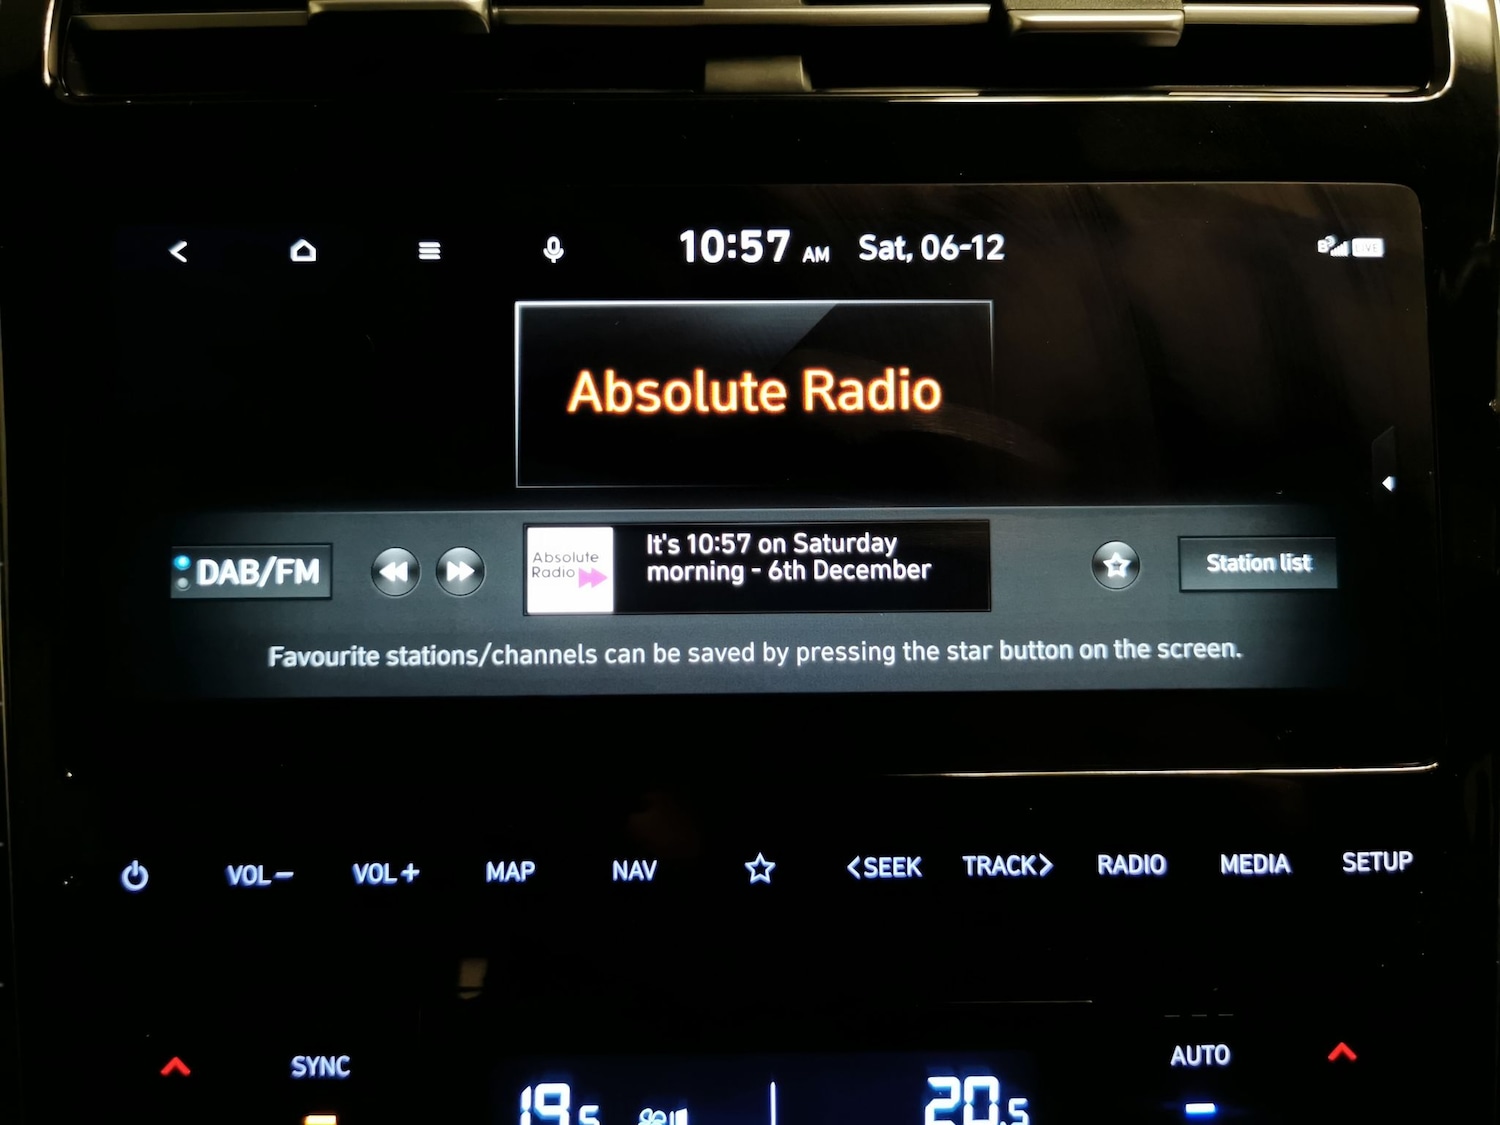 10:57 AM Sat, 06-12
LIVE
Absolute Radio
DAB/FM
Absolute
Radio
It's 10:57 on Saturday
morning - 6th December
Station list
Favourite stations/channels can be saved by pressing the star button on the screen.
VOL− VOL+ MAP NAV <SEEK TRACK> RADIO MEDIA SETUP
SYNC
AUTO
19.5
20.5